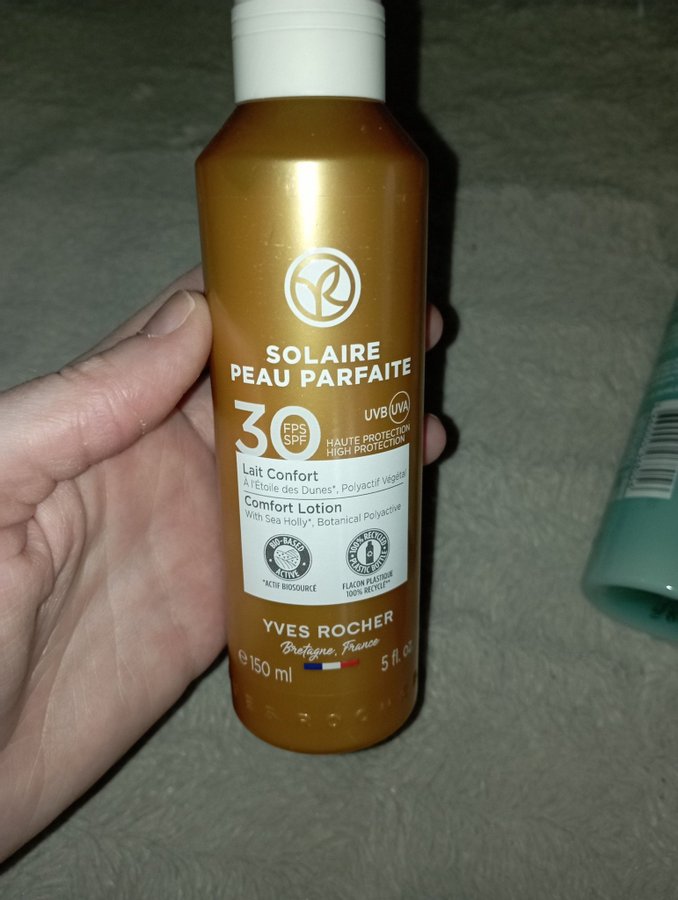 SOLAIRE
PEAU PARFAITE
30 FPS SPF
UVB UVA
HAUTE PROTECTION
HIGH PROTECTION
Lait Confort
À l'Étoile des Dunes*, Polyactif Végétal
Comfort Lotion
With Sea Holly*, Botanical Polyactive
BIO-BASED ACTIVE
*ACTIF BIOSOURCÉ
100% RECYCLED PLASTIC BOTTLE
FLACON PLASTIQUE
100% RECYCLÉ**
YVES ROCHER
Bretagne, France
e 150 ml
5 fl. oz